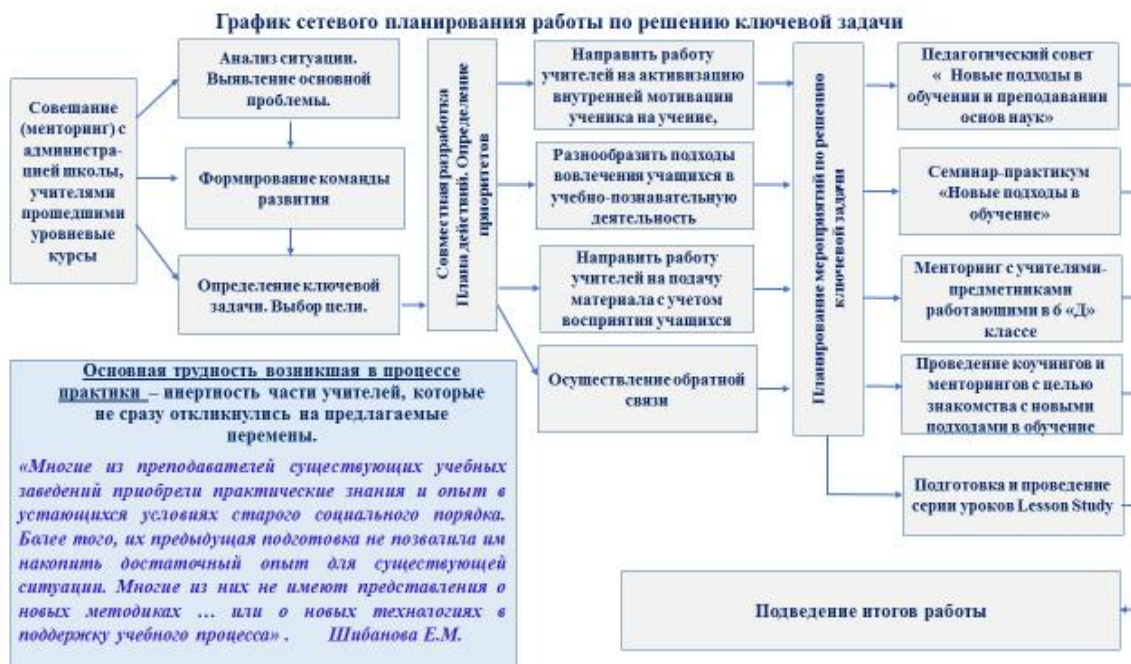 График сетевого планирования работы по решению ключевой задачи
Совещание
(менторинг) с
администра-
цией школы,
учителями
прошедшими
уровневые
курсы
Анализ ситуации.
Выявление основной
проблемы.
Формирование команды
развития
Определение ключевой
задачи. Выбор цели.
Совместная разработка
Плана действий. Определение
приоритетов
Направить работу
учителей на активизацию
внутренней мотивации
ученика на учение,
Разнообразить подходы
вовлечения учащихся в
учебно-познавательную
деятельность
Направить работу
учителей на подачу
материала с учетом
восприятия учащихся
Осуществление обратной
связи
Планирование мероприятий по решению
ключевой задачи
Педагогический совет
« Новые подходы в
обучении и преподавании
основ наук»
Семинар-практикум
«Новые подходы в
обучение»
Менторинг с учителями-
предметниками
работающими в 6 «Д»
классе
Проведение коучингов и
менторингов с целью
знакомства с новыми
подходами в обучение
Подготовка и проведение
серии уроков Lesson Study
Подведение итогов работы
Основная трудность возникшая в процессе
практики – инертность части учителей, которые
не сразу откликнулись на предлагаемые
перемены.
«Многие из преподавателей существующих учебных
заведений приобрели практические знания и опыт в
устающихся условиях старого социального порядка.
Более того, их предыдущая подготовка не позволила им
накопить достаточный опыт для существующей
ситуации. Многие из них не имеют представления о
новых методиках … или о новых технологиях в
поддержку учебного процесса» . Шибанова Е.М.